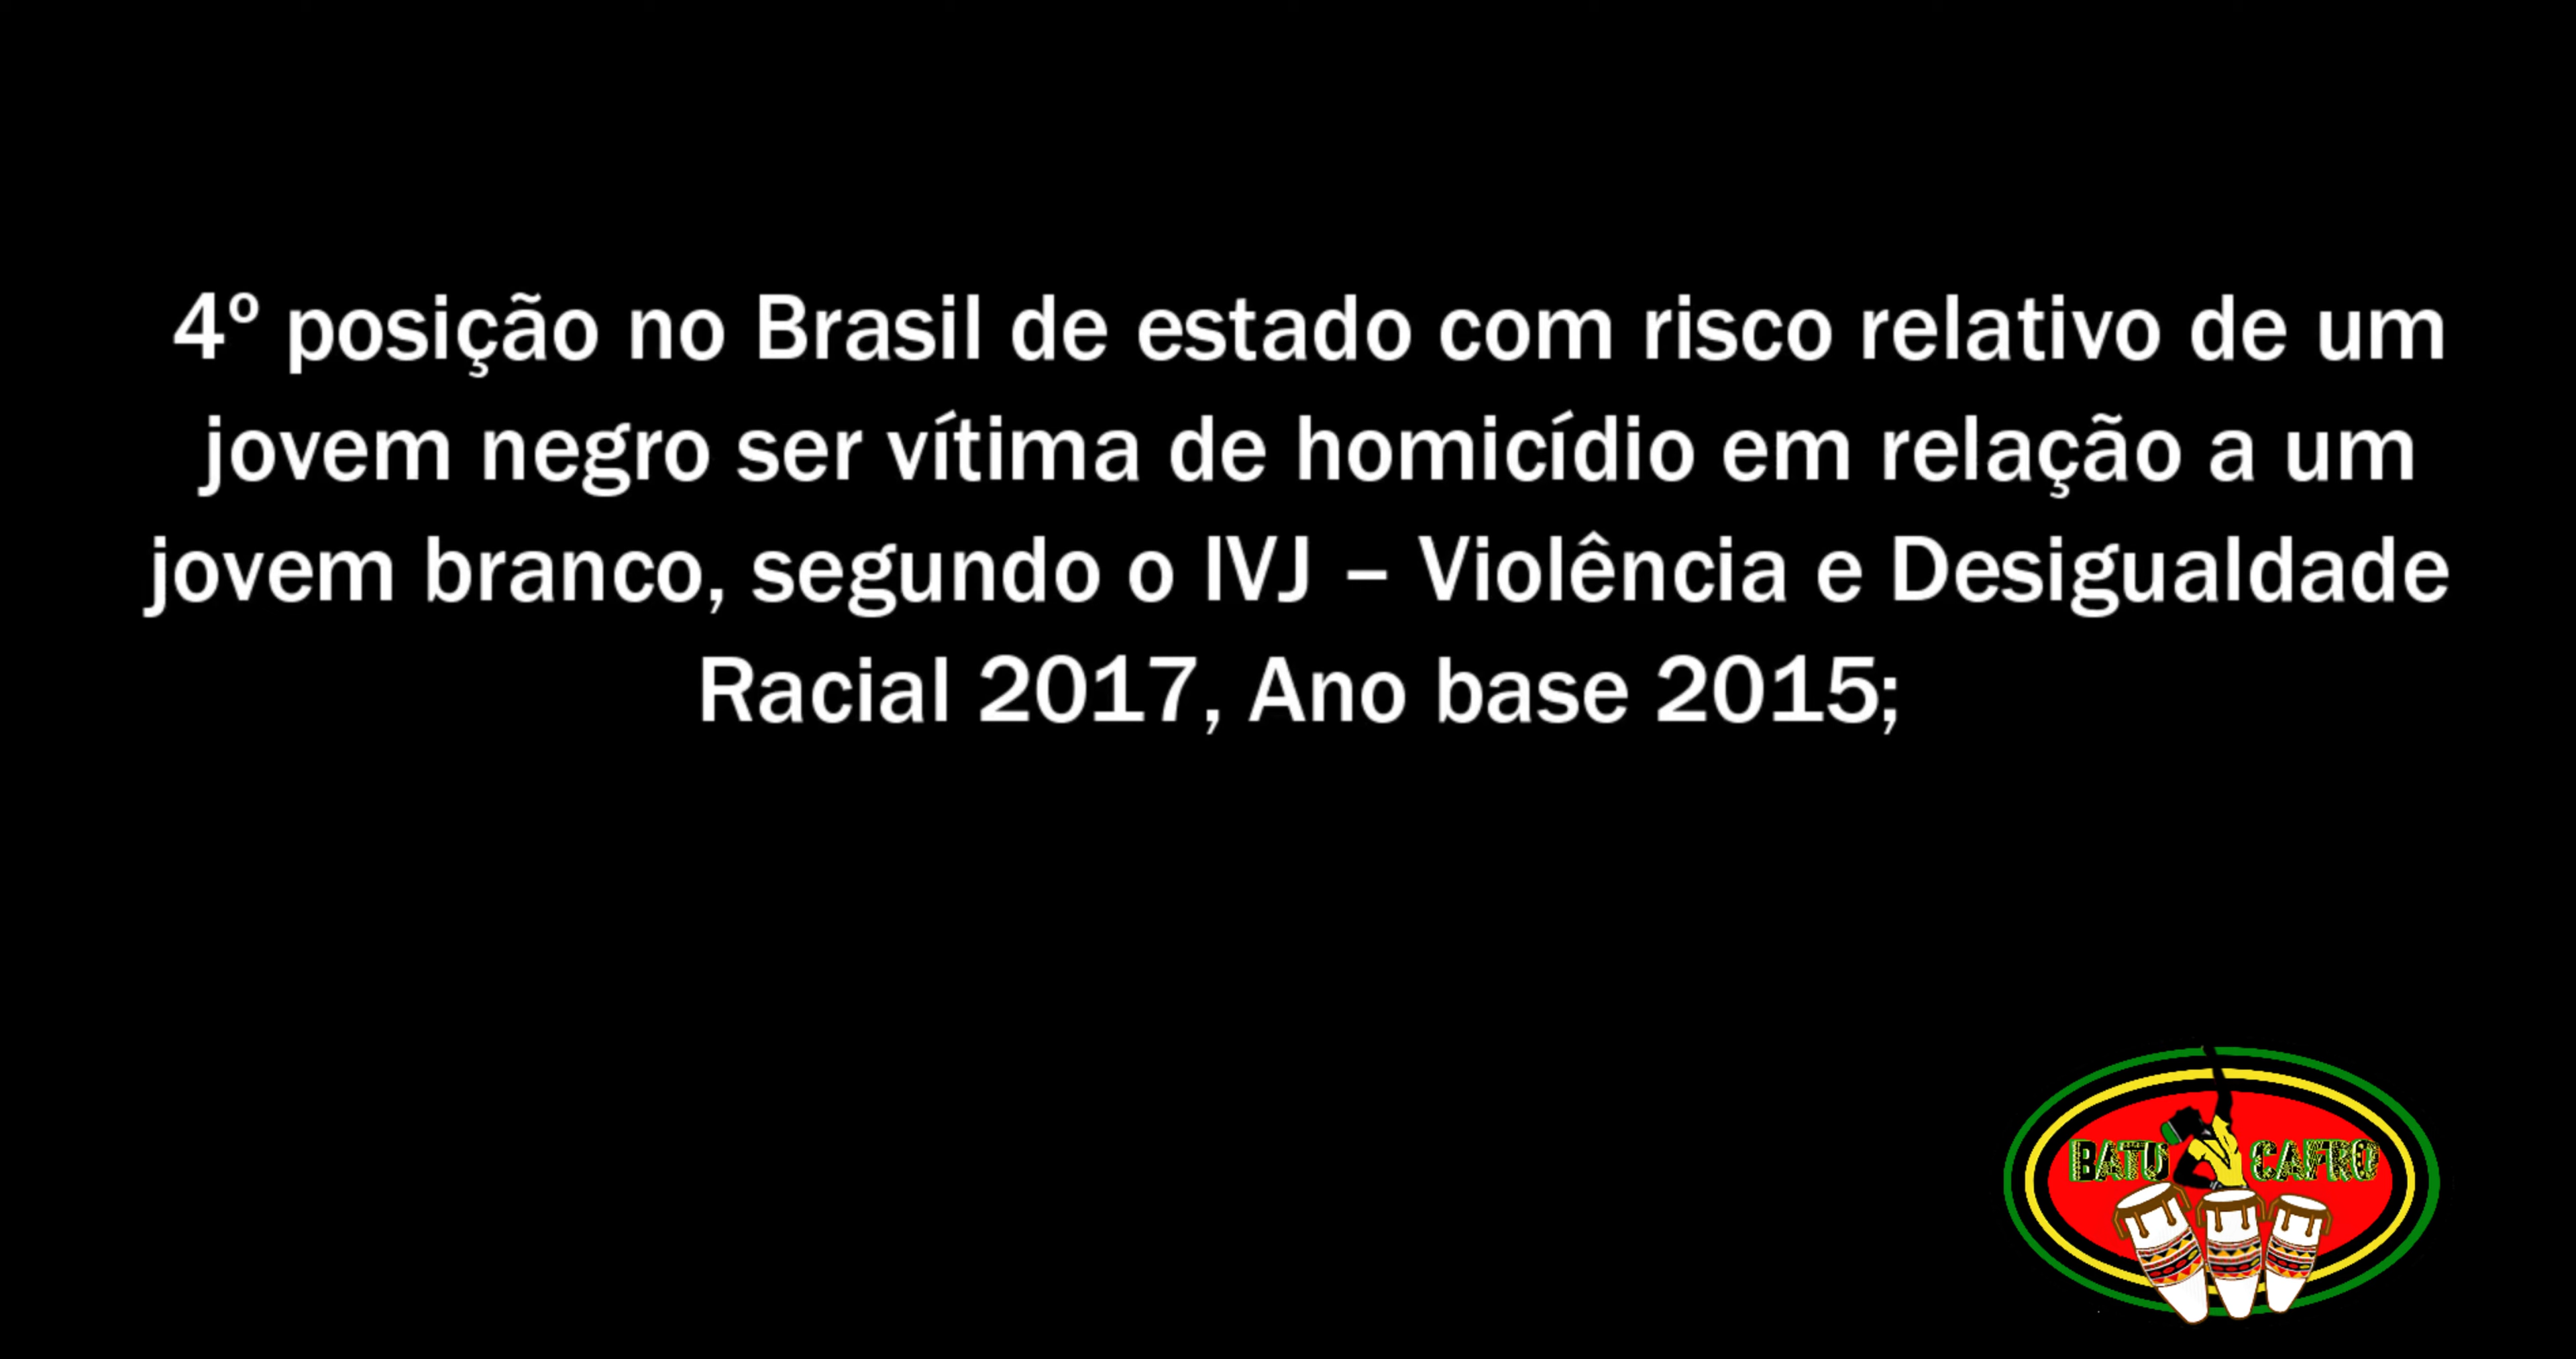 4º posição no Brasil de estado com risco relativo de um
jovem negro ser vítima de homicídio em relação a um
jovem branco, segundo o IVJ – Violência e Desigualdade
Racial 2017, Ano base 2015;
BATU CAFRO